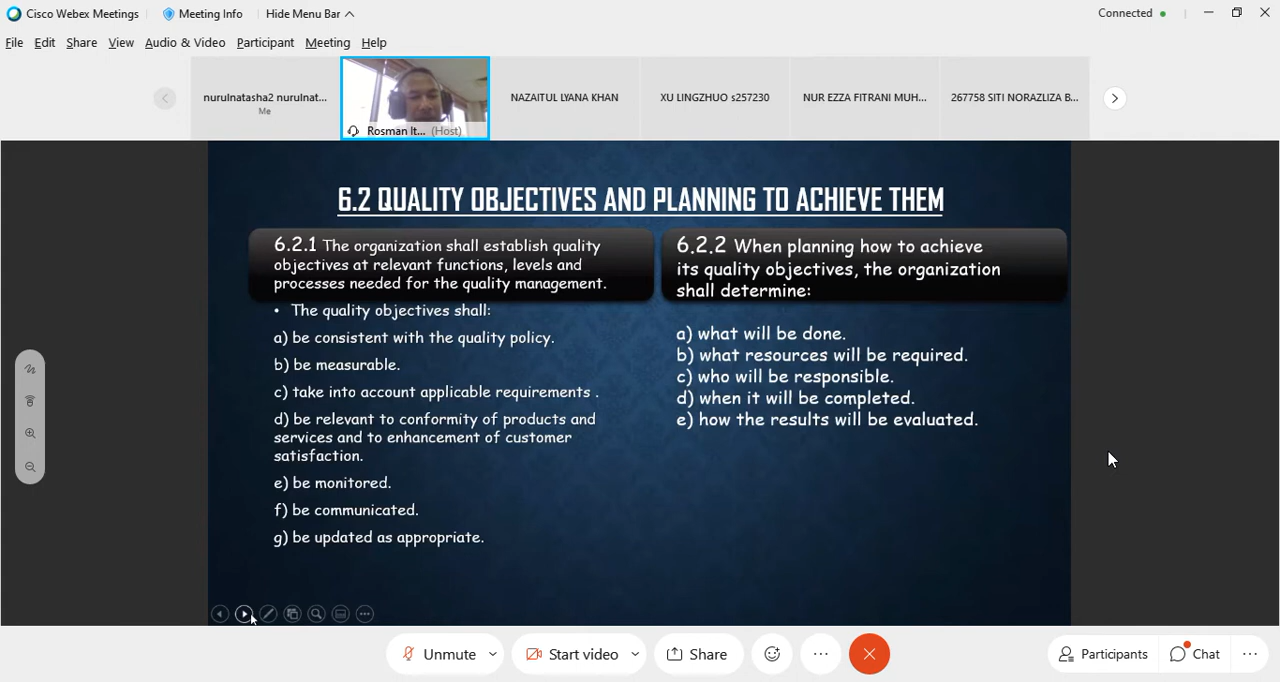 Cisco Webex Meetings
Meeting Info
Hide Menu Bar
Connected
File Edit Share View Audio & Video Participant Meeting Help
nurulnatasha2 nurulnat...
Me
Rosman It... (Host)
NAZAITUL LYANA KHAN
XU LINGZHUO s257230
NUR EZZA FITRANI MUH...
267758 SITI NORAZLIZA B...
6.2 QUALITY OBJECTIVES AND PLANNING TO ACHIEVE THEM
6.2.1 The organization shall establish quality
objectives at relevant functions, levels and
processes needed for the quality management.
• The quality objectives shall:
a) be consistent with the quality policy.
b) be measurable.
c) take into account applicable requirements .
d) be relevant to conformity of products and
services and to enhancement of customer
satisfaction.
e) be monitored.
f) be communicated.
g) be updated as appropriate.
6.2.2 When planning how to achieve
its quality objectives, the organization
shall determine:
a) what will be done.
b) what resources will be required.
c) who will be responsible.
d) when it will be completed.
e) how the results will be evaluated.
Unmute
Start video
Share
Participants
Chat